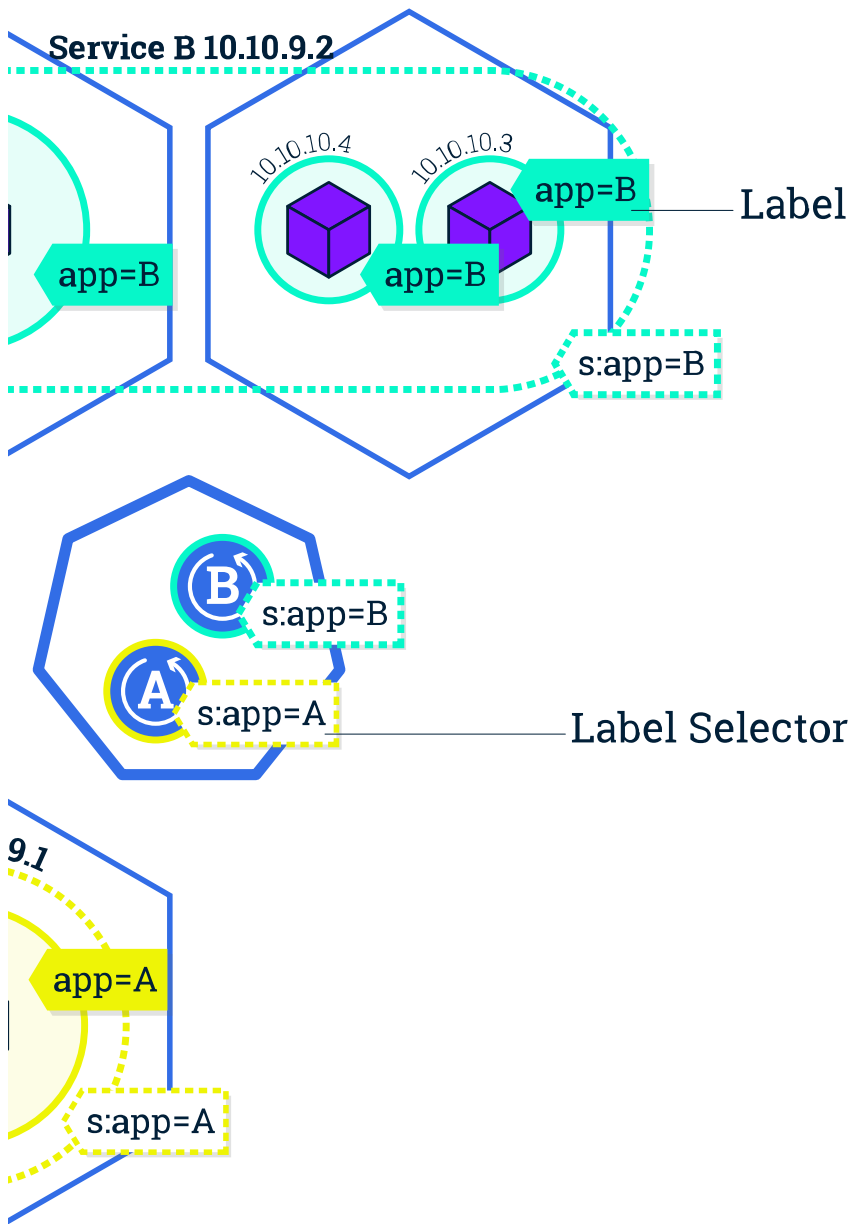 Service B 10.10.9.2
10.10.10.4
10.10.10.3
app=B
Label
app=B
app=B
s:app=B
B
s:app=B
A
s:app=A
Label Selector
9.1
app=A
s:app=A